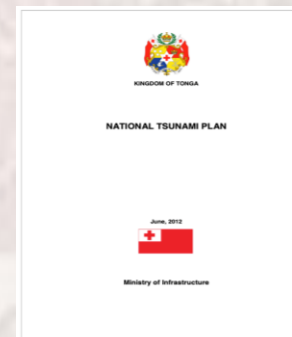 KINGDOM OF TONGA
NATIONAL TSUNAMI PLAN
June, 2012
Ministry of Infrastructure